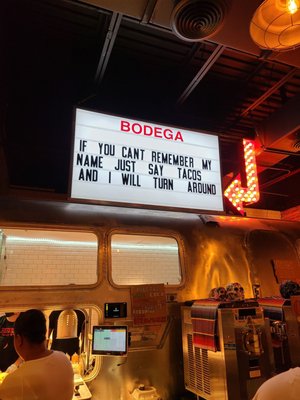 BODEGA
IF YOU CANT REMEMBER MY
NAME JUST SAY TACOS
AND I WILL TURN AROUND